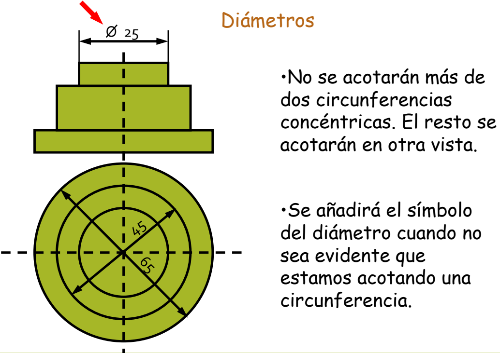 Diámetros
Ø 25
•No se acotarán más de
dos circunferencias
concéntricas. El resto se
acotarán en otra vista.
•Se añadirá el símbolo
del diámetro cuando no
sea evidente que
estamos acotando una
circunferencia.
45
65